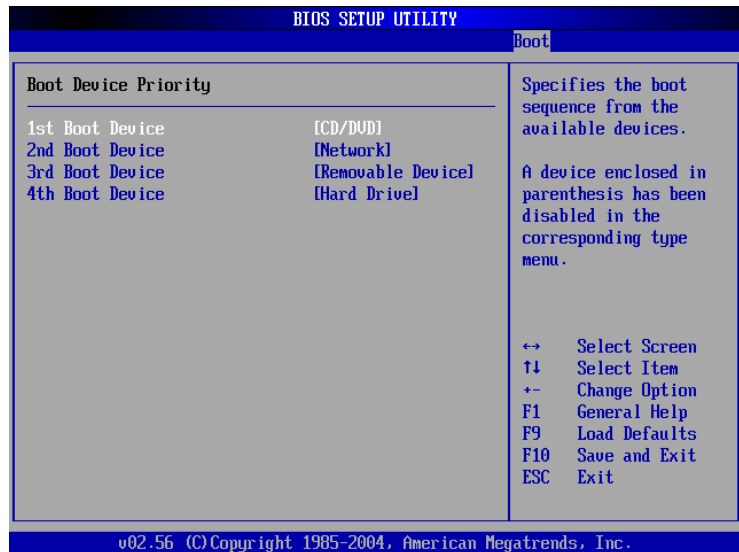 BIOS SETUP UTILITY
Boot
Boot Device Priority
1st Boot Device [CD/DVD]
2nd Boot Device [Network]
3rd Boot Device [Removable Device]
4th Boot Device [Hard Drive]
Specifies the boot
sequence from the
available devices.
A device enclosed in
parenthesis has been
disabled in the
corresponding type
menu.
↔ Select Screen
↑↓ Select Item
+- Change Option
F1 General Help
F9 Load Defaults
F10 Save and Exit
ESC Exit
v02.56 (C)Copyright 1985-2004, American Megatrends, Inc.